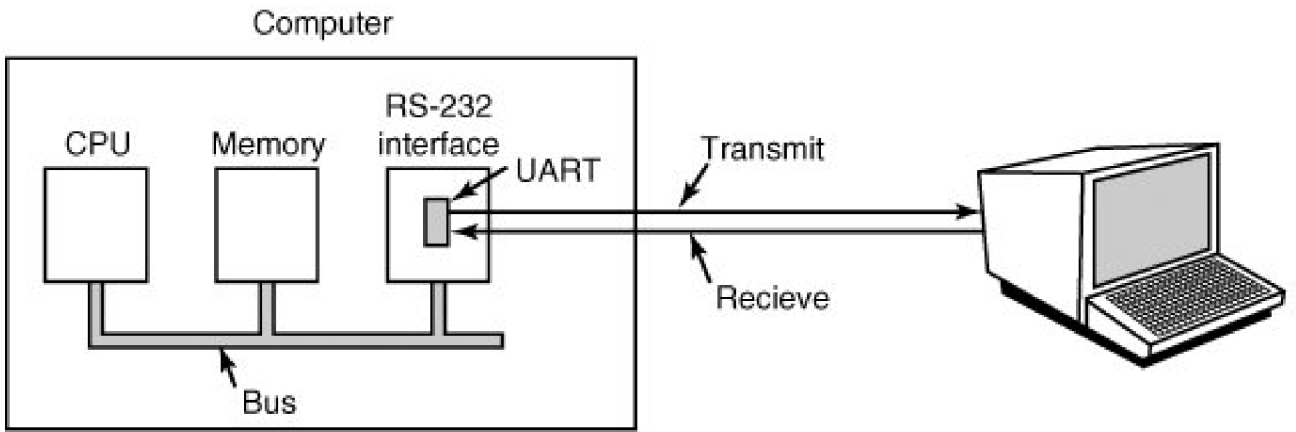 Computer
CPU
Memory
RS-232
interface
UART
Transmit
Recieve
Bus